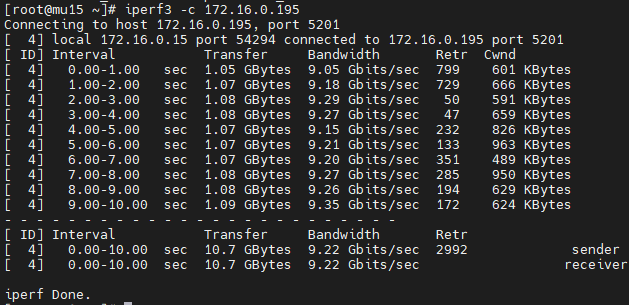 [root@mu15 ~]# iperf3 -c 172.16.0.195
Connecting to host 172.16.0.195, port 5201
[  4] local 172.16.0.15 port 54294 connected to 172.16.0.195 port 5201
[ ID] Interval           Transfer     Bandwidth       Retr  Cwnd
[  4]   0.00-1.00   sec  1.05 GBytes  9.05 Gbits/sec  799    601 KBytes
[  4]   1.00-2.00   sec  1.07 GBytes  9.18 Gbits/sec  729    666 KBytes
[  4]   2.00-3.00   sec  1.08 GBytes  9.29 Gbits/sec   50    591 KBytes
[  4]   3.00-4.00   sec  1.08 GBytes  9.27 Gbits/sec   47    659 KBytes
[  4]   4.00-5.00   sec  1.07 GBytes  9.15 Gbits/sec  232    826 KBytes
[  4]   5.00-6.00   sec  1.07 GBytes  9.21 Gbits/sec  133    963 KBytes
[  4]   6.00-7.00   sec  1.07 GBytes  9.20 Gbits/sec  351    489 KBytes
[  4]   7.00-8.00   sec  1.08 GBytes  9.27 Gbits/sec  285    950 KBytes
[  4]   8.00-9.00   sec  1.08 GBytes  9.26 Gbits/sec  194    629 KBytes
[  4]   9.00-10.00  sec  1.09 GBytes  9.35 Gbits/sec  172    624 KBytes
- - - - - - - - - - - - - - - - - - - - - - - - -
[ ID] Interval           Transfer     Bandwidth       Retr
[  4]   0.00-10.00  sec  10.7 GBytes  9.22 Gbits/sec  2992             sender
[  4]   0.00-10.00  sec  10.7 GBytes  9.22 Gbits/sec                  receiver
iperf Done.